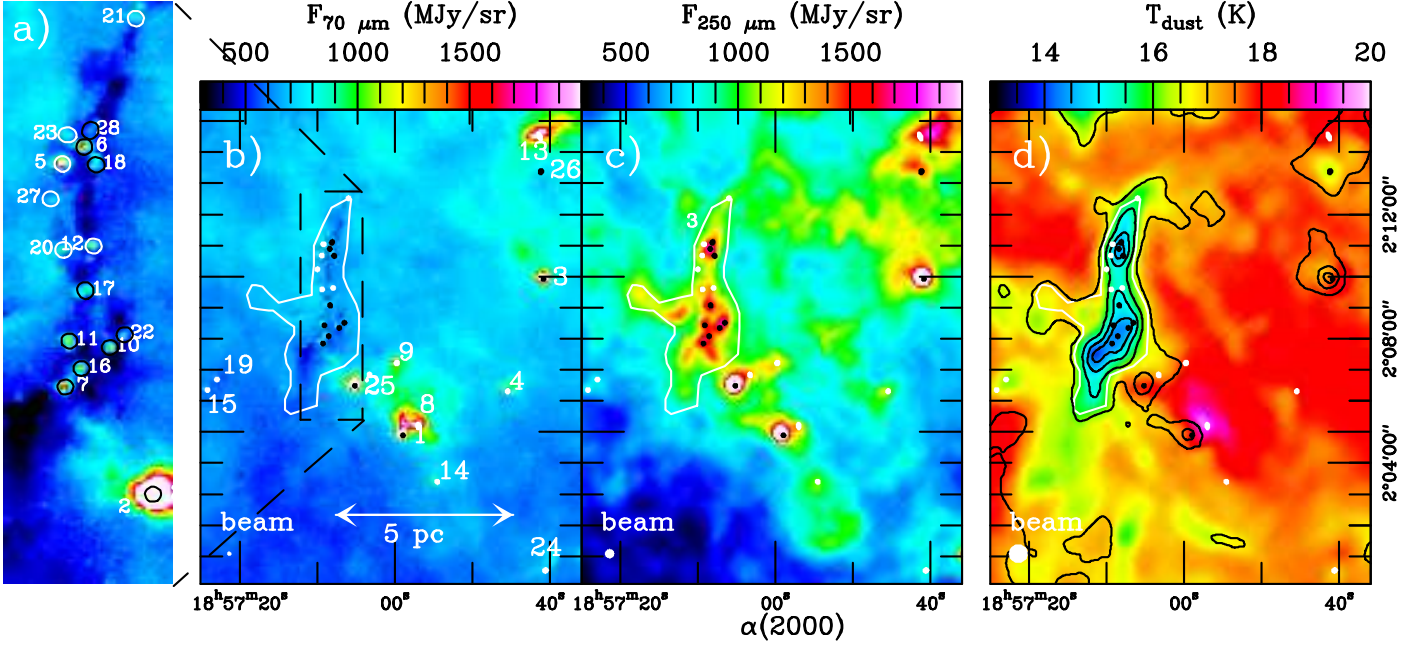 a)
21
23
28
6
5
18
27
20
12
17
11
22
10
16
7
2
F70 μm (MJy/sr)
500 1000 1500
b)
13
26
3
9
19
25
4
15
8
1
14
beam
5 pc
24
18h57m20s 00s 40s
F250 μm (MJy/sr)
500 1000 1500
c)
3
beam
18h57m20s 00s 40s
α(2000)
Tdust (K)
14 16 18 20
d)
2°12'00''
2°08'00''
2°04'00''
beam
18h57m20s 00s 40s